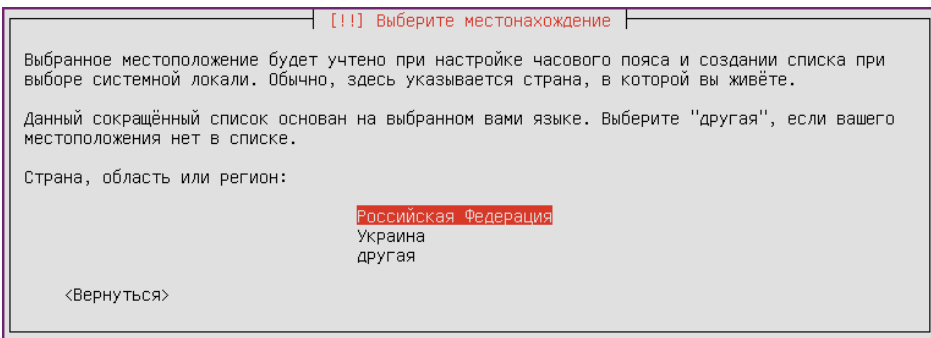 [!!] Выберите местонахождение
Выбранное местоположение будет учтено при настройке часового пояса и создании списка при
выборе системной локали. Обычно, здесь указывается страна, в которой вы живёте.
Данный сокращённый список основан на выбранном вами языке. Выберите "другая", если вашего
местоположения нет в списке.
Страна, область или регион:
Российская Федерация
Украина
другая
<Вернуться>